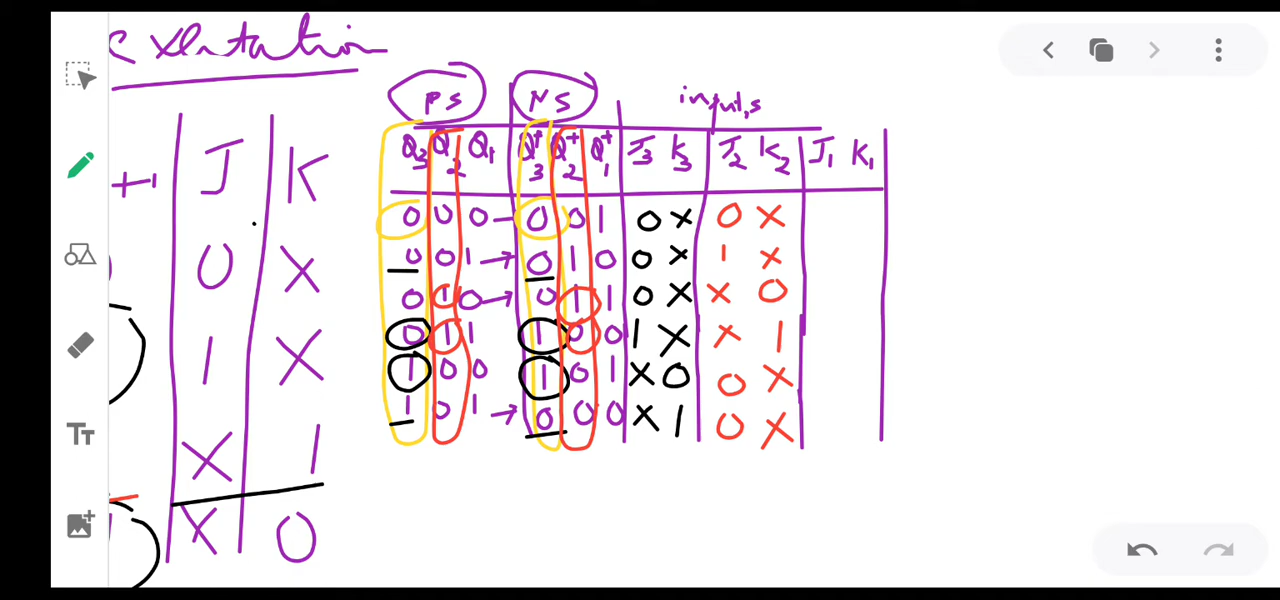 PS NS inputs
+1 J K Q3 Q2 Q1 Q3+ Q2+ Q1+ J3 K3 J2 K2 J1 K1
0 0 0 → 0 0 1 0 X 0 X
0 X 0 0 1 → 0 1 0 0 X 1 X
0 1 0 → 0 1 1 0 X X 0
1 X 0 1 1 1 0 0 1 X X 1
1 0 0 1 0 1 X 0 0 X
X 1 1 0 1 → 0 0 0 X 1 0 X
X 0
Tт